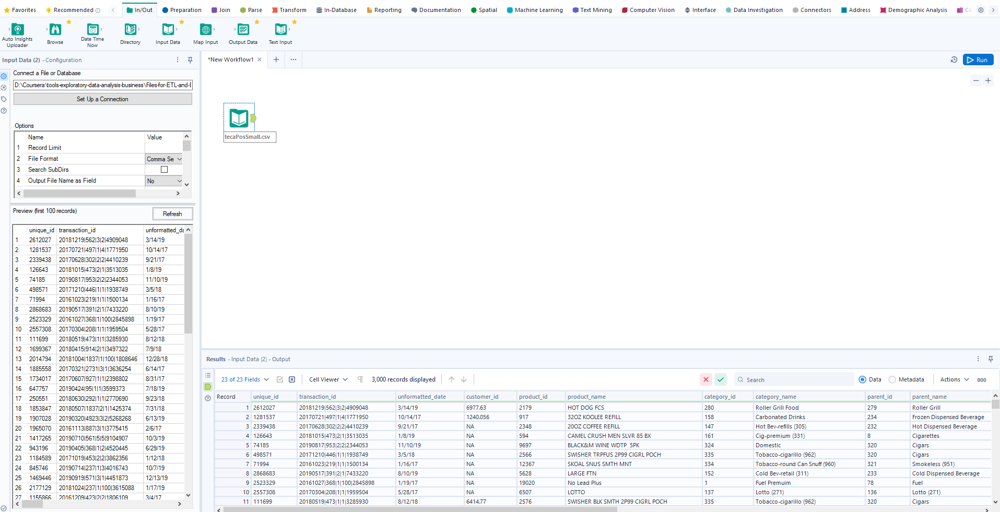 Favorites Recommended In/Out Preparation Join Parse Transform In-Database Reporting Documentation Spatial Machine Learning Text Mining Computer Vision Interface Data Investigation Connectors Address Demographic Analysis Ca
Auto Insights Uploader
Browse
Date Time Now
Directory
Input Data
Map Input
Output Data
Text Input
Input Data (2) - Configuration
Connect a File or Database
D:\Coursera\tools-exploratory-data-analysis-business\Files-for-ETL-and-E
Set Up a Connection
Options
Name Value
1 Record Limit
2 File Format Comma Se
3 Search SubDirs
4 Output File Name as Field No
Preview (first 100 records) Refresh
unique_id transaction_id unformatted_da
1 2612027 20181219|562|3|2|4909048 3/14/19
2 1281537 20170721|497|1|4|1771950 10/14/17
3 2339438 20170628|302|2|2|4410239 9/21/17
4 126643 20181015|473|2|1|3513035 1/8/19
5 74185 20190817|953|2|2|2344053 11/10/19
6 498571 20171210|446|1|1|1938749 3/5/18
7 71994 20161023|219|1|1|1500134 1/16/17
8 2868683 20190517|391|2|1|7433220 8/10/19
9 2523329 20161027|368|1|100|2845898 1/19/17
10 2557308 20170304|208|1|1|1959504 5/28/17
11 111699 20180519|473|1|1|3285930 8/12/18
12 1699367 20180415|914|2|1|3497322 7/9/18
13 2014794 20181004|1837|1|100|1808646 12/28/18
14 1885558 20170321|2731|3|1|3636254 6/14/17
15 1734017 20170607|927|1|1|2398802 8/31/17
16 647757 20190424|95|1|1|3599373 7/18/19
17 250551 20180630|292|1|1|2770690 9/23/18
18 1853847 20180507|1837|2|1|1425374 7/31/18
19 1907028 20190320|4923|3|2|5268268 6/13/19
20 1965070 20161113|887|3|1|3775415 2/6/17
21 1417265 20190710|561|5|5|9104907 10/3/19
22 943196 20190405|368|1|2|4520445 6/29/19
23 1184589 20171019|453|2|2|3862356 1/12/18
24 845746 20190714|237|1|3|4016743 10/7/19
25 1469446 20190919|571|3|1|4451873 12/13/19
26 2177129 20181024|237|1|100|3615088 1/17/19
27 1155866 20161209|423|2|2|1806109 3/4/17
*New Workflow1
Run
tecaPosSmall.csv
Results - Input Data (2) - Output
23 of 23 Fields Cell Viewer 3,000 records displayed Search Data Metadata Actions 000
Record unique_id transaction_id unformatted_date customer_id product_id product_name category_id category_name parent_id parent_name
1 2612027 20181219|562|3|2|4909048 3/14/19 6977.63 2179 HOT DOG FCS 280 Roller Grill Food 279 Roller Grill
2 1281537 20170721|497|1|4|1771950 10/14/17 1240.056 917 32OZ KOOLEE REFILL 158 Carbonated Drinks 234 Frozen Dispensed Beverage
3 2339438 20170628|302|2|2|4410239 9/21/17 NA 2348 20OZ COFFEE REFILL 147 Hot Bev-refills (305) 232 Hot Dispensed Beverage
4 126643 20181015|473|2|1|3513035 1/8/19 NA 594 CAMEL CRUSH MEN SLVR 85 BX 161 Cig-premium (331) 8 Cigarettes
5 74185 20190817|953|2|2|2344053 11/10/19 NA 9697 BLACK&M WINE WDTP 5PK 324 Domestic 320 Cigars
6 498571 20171210|446|1|1|1938749 3/5/18 NA 2566 SWISHER TRPFUS 2P99 CIGRL POCH 335 Tobacco-cigarillo (962) 320 Cigars
7 71994 20161023|219|1|1|1500134 1/16/17 NA 12367 SKOAL SNUS SMTH MNT 334 Tobacco-round Can Snuff (960) 321 Smokeless (951)
8 2868683 20190517|391|2|1|7433220 8/10/19 NA 5628 LARGE FTN 152 Cold Bev-retail (311) 233 Cold Dispensed Beverage
9 2523329 20161027|368|1|100|2845898 1/19/17 NA 19020 No Lead Plus 1 Fuel Premuim 78 Fuel
10 2557308 20170304|208|1|1|1959504 5/28/17 NA 6507 LOTTO 137 Lotto (271) 136 Lotto (271)
11 111699 20180519|473|1|1|3285930 8/12/18 6414.77 2576 SWISHER BLK SMTH 2P99 CIGRL POCH 335 Tobacco-cigarillo (962) 320 Cigars